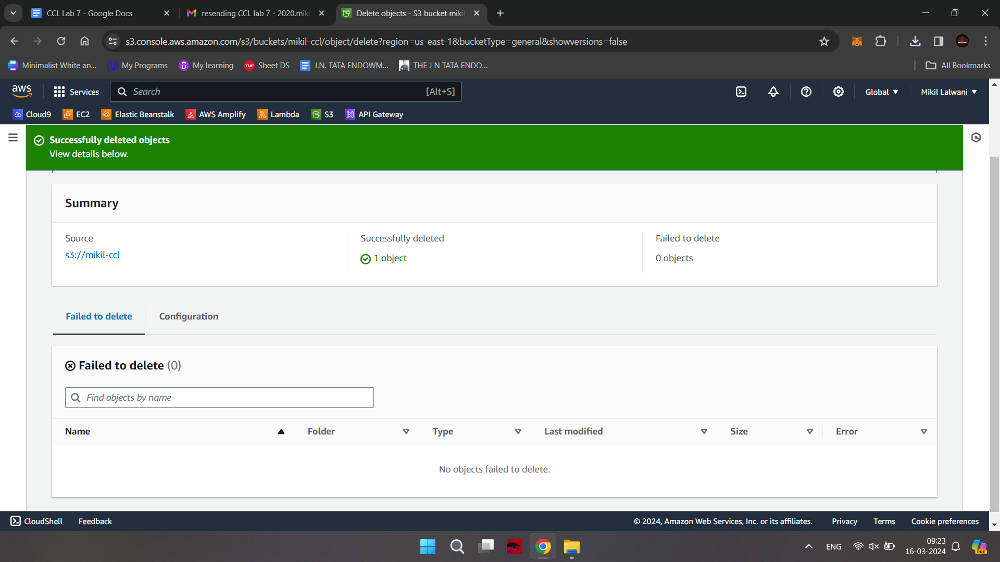 CCL Lab 7 - Google Docs
resending CCL lab 7 - 2020.miki
Delete objects - S3 bucket mikil
s3.console.aws.amazon.com/s3/buckets/mikil-ccl/object/delete?region=us-east-1&bucketType=general&showversions=false
Minimalist White an...
My Programs
My learning
TUF
Sheet DS
J.N. TATA ENDOWM...
THE J N TATA ENDO...
All Bookmarks
aws
Services
Search
[Alt+S]
Global
Mikil Lalwani
Cloud9
EC2
Elastic Beanstalk
AWS Amplify
Lambda
S3
API Gateway
Successfully deleted objects
View details below.
Summary
Source
s3://mikil-ccl
Successfully deleted
1 object
Failed to delete
0 objects
Failed to delete
Configuration
Failed to delete (0)
Find objects by name
Name
Folder
Type
Last modified
Size
Error
No objects failed to delete.
CloudShell
Feedback
© 2024, Amazon Web Services, Inc. or its affiliates.
Privacy
Terms
Cookie preferences
ENG
09:23
16-03-2024
PRE